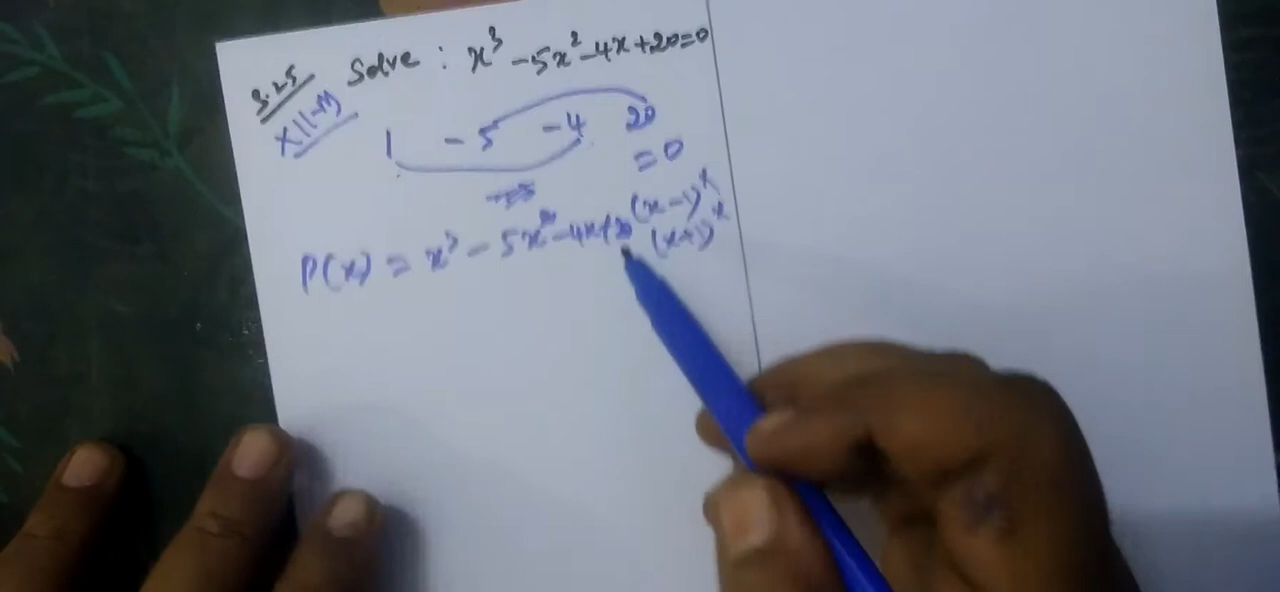 3.25 Solve : x³ - 5x² - 4x + 20 = 0
XII-M
1 - 5 - 4 20
= 0
(x-1)ˣ
P(x) = x³ - 5x² - 4x + 20 (x+1)ˣ